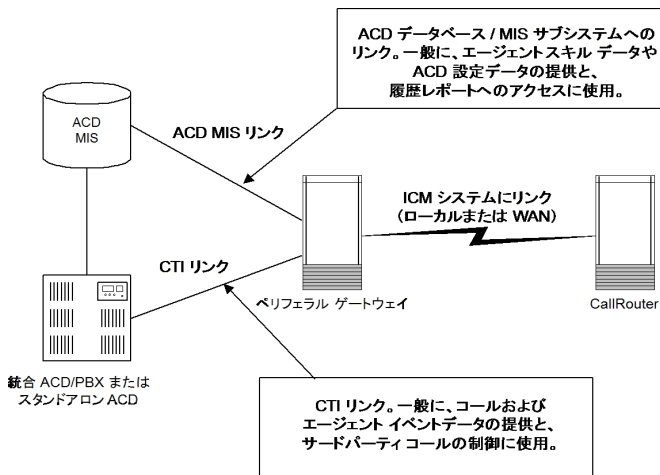 ACD データベース / MIS サブシステムへの
リンク。一般に、エージェントスキル データや
ACD 設定データの提供と、
履歴レポートへのアクセスに使用。
ACD
MIS
ACD MIS リンク
ICM システムにリンク
（ローカルまたは WAN）
CTI リンク
ペリフェラル ゲートウェイ
CallRouter
統合 ACD/PBX または
スタンドアロン ACD
CTI リンク。一般に、コールおよび
エージェント イベントデータの提供と、
サードパーティコールの制御に使用。